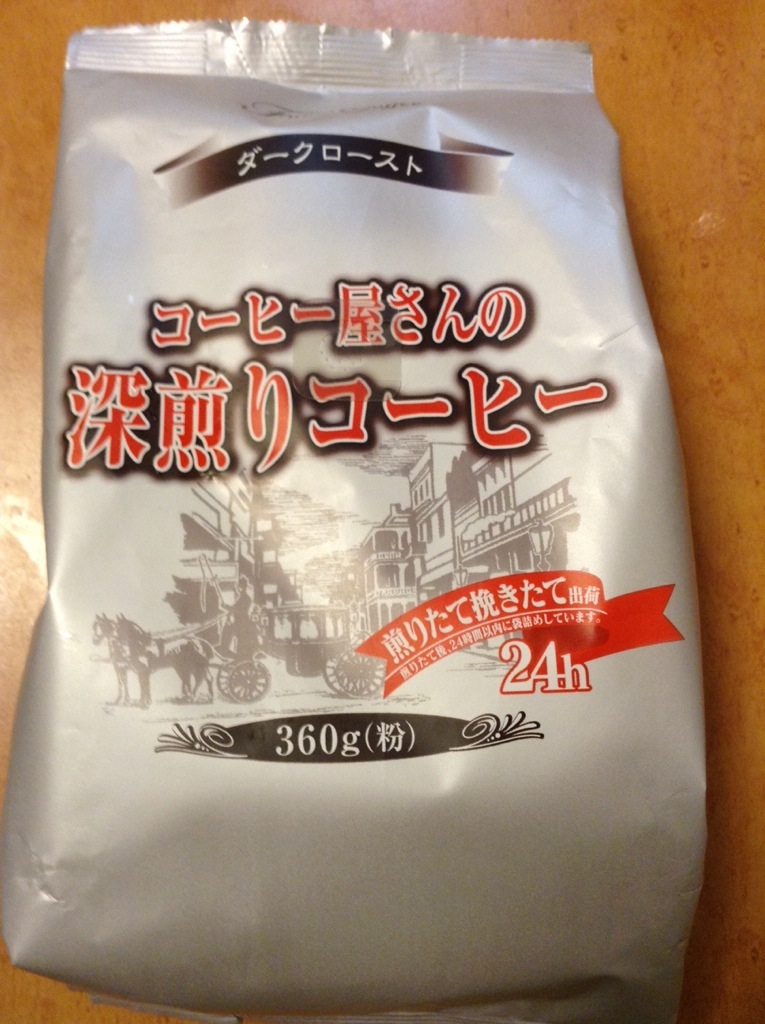 ダークロースト
コーヒー屋さんの
深煎りコーヒー
煎りたて挽きたて出荷
煎りたて後、24時間以内に袋詰めしています。
24h
360g(粉)